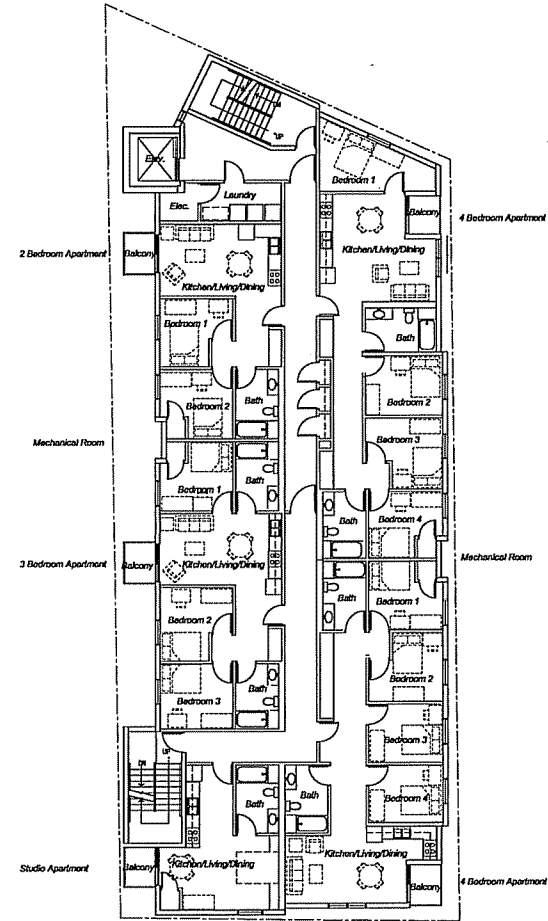 DN
UP
Elev.
Bedroom 1
Laundry
Elec.
Balcony
4 Bedroom Apartment
2 Bedroom Apartment
Balcony
Kitchen/Living/Dining
Kitchen/Living/Dining
Bedroom 1
Bath
Bedroom 2
Bath
Bedroom 2
Bedroom 3
Mechanical Room
Bath
Bedroom 1
Bath
Bedroom 4
3 Bedroom Apartment
Balcony
Kitchen/Living/Dining
Mechanical Room
Bath
Bedroom 1
Bedroom 2
Bedroom 2
Bath
Bedroom 3
Bedroom 3
UP
DN
Bath
Bath
Bedroom 4
Studio Apartment
Balcony
Kitchen/Living/Dining
Kitchen/Living/Dining
Balcony
4 Bedroom Apartment